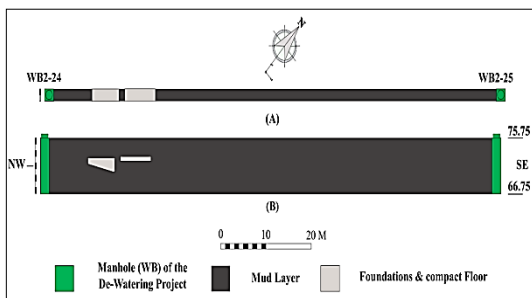 N
WB2-24
WB2-25
(A)
75.75
NW
SE
66.75
(B)
0 10 20 M
Manhole (WB) of the
De-Watering Project
Mud Layer
Foundations & compact Floor